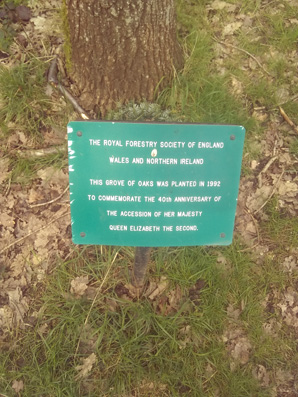 THE ROYAL FORESTRY SOCIETY OF ENGLAND
WALES AND NORTHERN IRELAND
THIS GROVE OF OAKS WAS PLANTED IN 1992
TO COMMEMORATE THE 40th ANNIVERSARY OF
THE ACCESSION OF HER MAJESTY
QUEEN ELIZABETH THE SECOND.